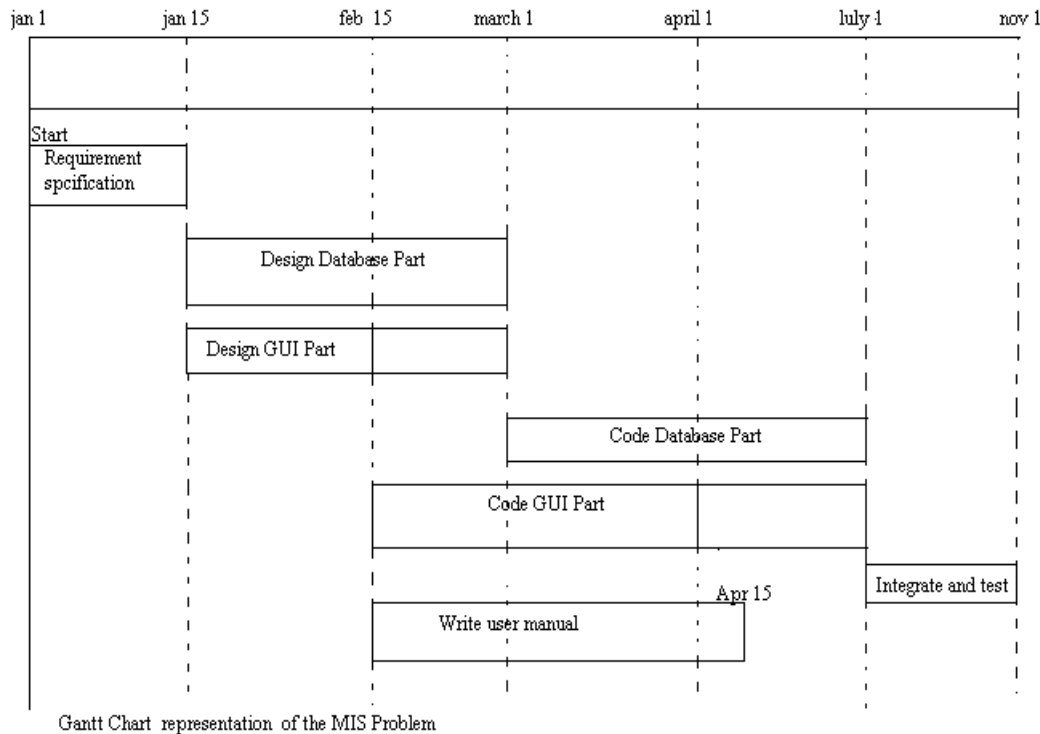 jan 1 jan 15 feb 15 march 1 april 1 luly 1 nov 1
Start
Requirement
spcification
Design Database Part
Design GUI Part
Code Database Part
Code GUI Part
Integrate and test
Apr 15
Write user manual
Gantt Chart representation of the MIS Problem